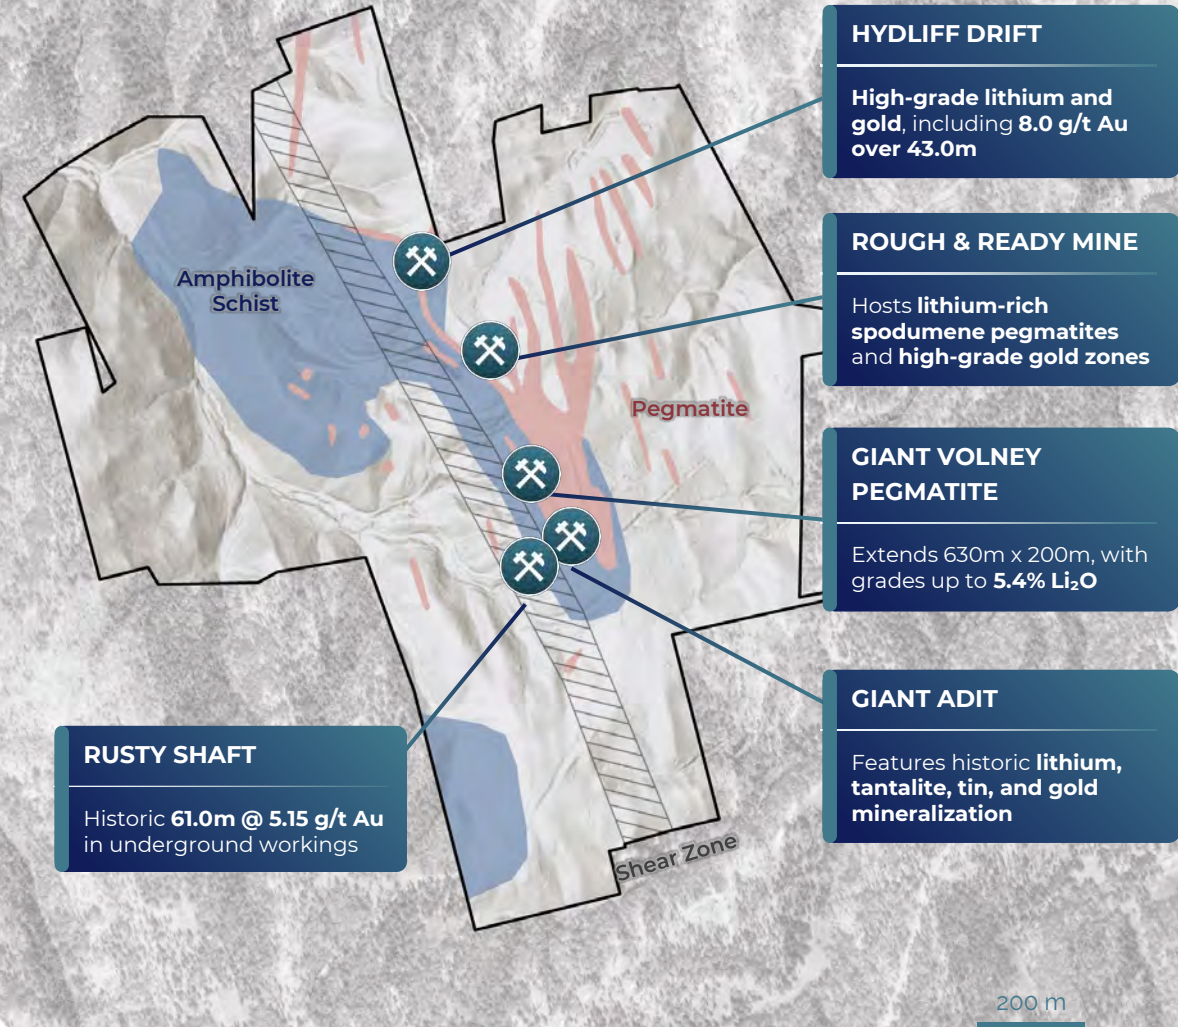 HYDLIFF DRIFT
High-grade lithium and
gold, including 8.0 g/t Au
over 43.0m
ROUGH & READY MINE
Hosts lithium-rich
spodumene pegmatites
and high-grade gold zones
Amphibolite
Schist
Pegmatite
GIANT VOLNEY
PEGMATITE
Extends 630m x 200m, with
grades up to 5.4% Li₂O
GIANT ADIT
Features historic lithium,
tantalite, tin, and gold
mineralization
RUSTY SHAFT
Historic 61.0m @ 5.15 g/t Au
in underground workings
Shear Zone
200 m